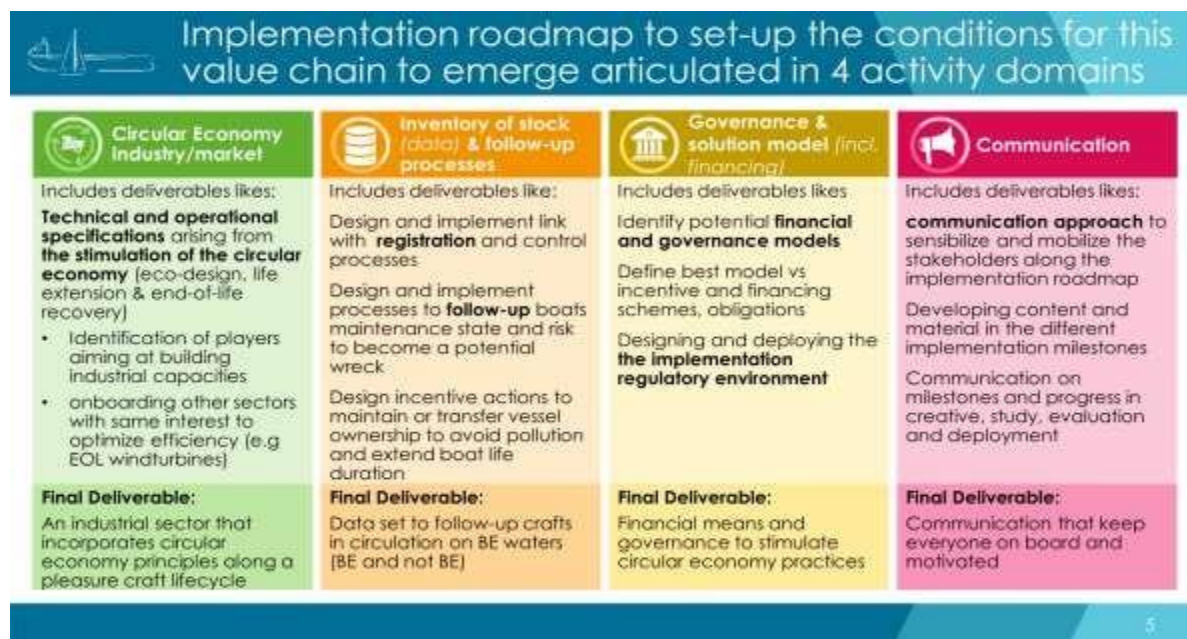 Implementation roadmap to set-up the conditions for this
value chain to emerge articulated in 4 activity domains
Circular Economy
Industry/market
Includes deliverables likes:
Technical and operational
specifications arising from
the stimulation of the circular
economy (eco-design, life
extension & end-of-life
recovery)
• Identification of players
aiming at building
industrial capacities
• onboarding other sectors
with same interest to
optimize efficiency (e.g
EOL windturbines)
Final Deliverable:
An industrial sector that
incorporates circular
economy principles along a
pleasure craft lifecycle
Inventory of stock
(data) & follow-up
processes
Includes deliverables like:
Design and implement link
with registration and control
processes
Design and implement
processes to follow-up boats
maintenance state and risk
to become a potential
wreck
Design incentive actions to
maintain or transfer vessel
ownership to avoid pollution
and extend boat life
duration
Final Deliverable:
Data set to follow-up crafts
in circulation on BE waters
(BE and not BE)
Governance &
solution model (incl.
financing)
Includes deliverables likes
Identify potential financial
and governance models
Define best model vs
incentive and financing
schemes, obligations
Designing and deploying the
the implementation
regulatory environment
Final Deliverable:
Financial means and
governance to stimulate
circular economy practices
Communication
Includes deliverables likes:
communication approach to
sensibilize and mobilize the
stakeholders along the
implementation roadmap
Developing content and
material in the different
implementation milestones
Communication on
milestones and progress in
creative, study, evaluation
and deployment
Final Deliverable:
Communication that keep
everyone on board and
motivated
5